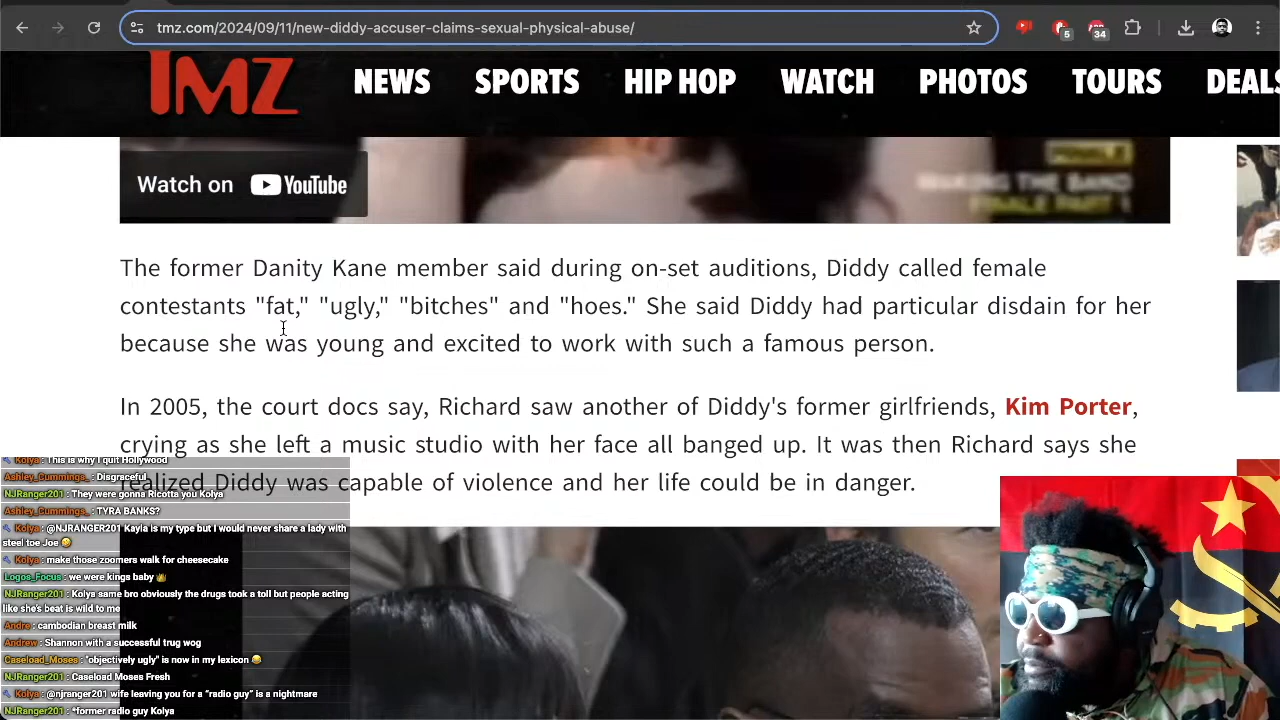 tmz.com/2024/09/11/new-diddy-accuser-claims-sexual-physical-abuse/
5
34
TMZ
NEWS
SPORTS
HIP HOP
WATCH
PHOTOS
TOURS
DEALS
Watch on YouTube
MAKING THE BAND
FINALE PART 1
The former Danity Kane member said during on-set auditions, Diddy called female
contestants "fat," "ugly," "bitches" and "hoes." She said Diddy had particular disdain for her
because she was young and excited to work with such a famous person.
In 2005, the court docs say, Richard saw another of Diddy's former girlfriends, Kim Porter,
crying as she left a music studio with her face all banged up. It was then Richard says she
realized Diddy was capable of violence and her life could be in danger.
Kolya: This is why I quit Hollywood
Ashley_Cummings_: Disgraceful
NJRanger201: They were gonna Ricotta you Kolya
Ashley_Cummings_: TYRA BANKS?
Kolya: @NJRANGER201 Kayla is my type but I would never share a lady with
steel toe Joe
Kolya: make those zoomers walk for cheesecake
Logos_Focus: we were kings baby
NJRanger201: Kolya same bro obviously the drugs took a toll but people acting
like she's beat is wild to me
Andre: cambodian breast milk
Andrew: Shannon with a successful trug wog
Caseload_Moses: "objectively ugly" is now in my lexicon
NJRanger201: Caseload Moses Fresh
Kolya: @njranger201 wife leaving you for a "radio guy" is a nightmare
NJRanger201: *former radio guy Kolya